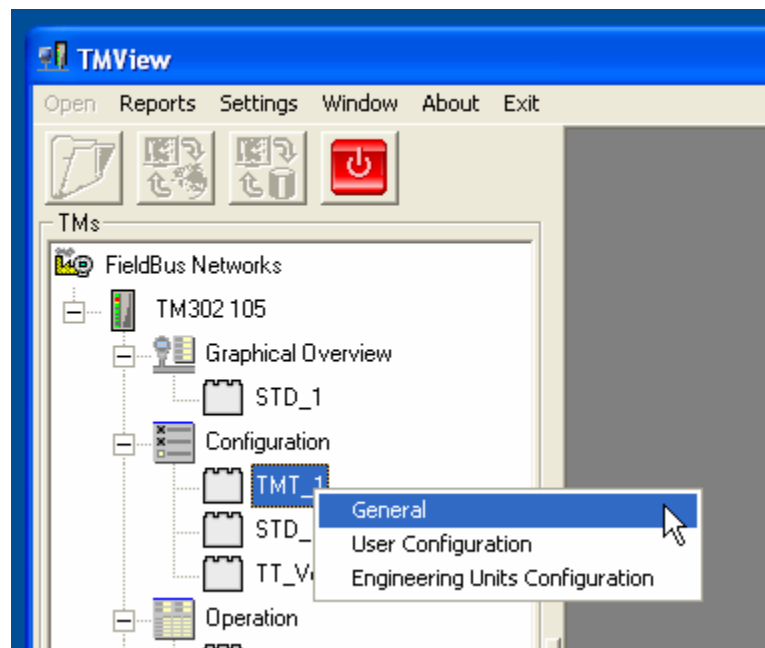 TMView
Open Reports Settings Window About Exit
TMs
FieldBus Networks
TM302 105
Graphical Overview
STD_1
Configuration
TMT_1
General
STD_
User Configuration
TT_V
Engineering Units Configuration
Operation